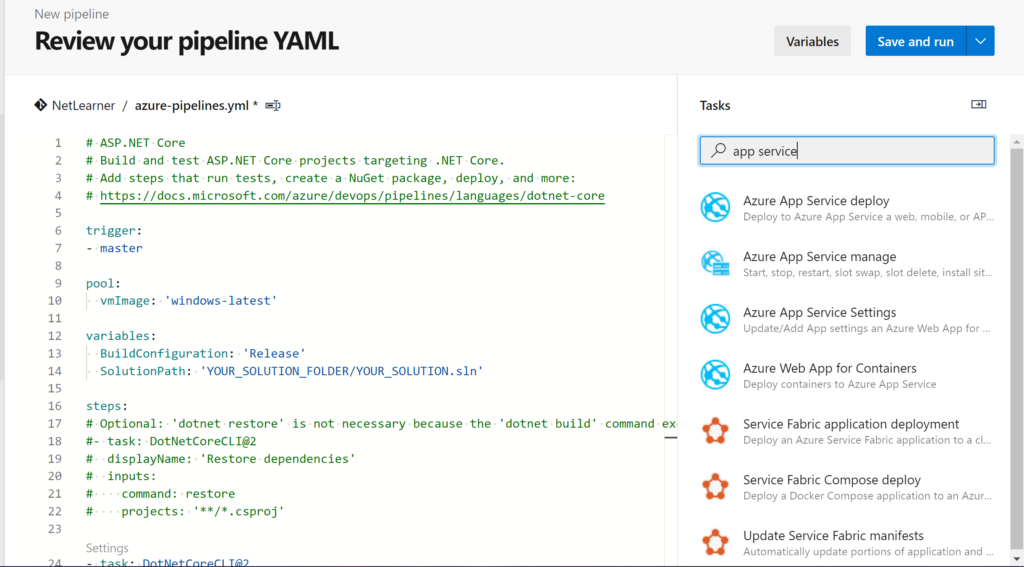 New pipeline
Review your pipeline YAML
Variables
Save and run
NetLearner / azure-pipelines.yml *
1 # ASP.NET Core
2 # Build and test ASP.NET Core projects targeting .NET Core.
3 # Add steps that run tests, create a NuGet package, deploy, and more:
4 # https://docs.microsoft.com/azure/devops/pipelines/languages/dotnet-core
5
6 trigger:
7 - master
8
9 pool:
10   vmImage: 'windows-latest'
11
12 variables:
13   BuildConfiguration: 'Release'
14   SolutionPath: 'YOUR_SOLUTION_FOLDER/YOUR_SOLUTION.sln'
15
16 steps:
17 # Optional: 'dotnet restore' is not necessary because the 'dotnet build' command ex
18 #- task: DotNetCoreCLI@2
19 #  displayName: 'Restore dependencies'
20 #  inputs:
21 #    command: restore
22 #    projects: '**/*.csproj'
23
Settings
24 - task: DotNetCoreCLI@2
Tasks
app service
Azure App Service deploy
Deploy to Azure App Service a web, mobile, or AP...
Azure App Service manage
Start, stop, restart, slot swap, slot delete, install sit...
Azure App Service Settings
Update/Add App settings an Azure Web App for ...
Azure Web App for Containers
Deploy containers to Azure App Service
Service Fabric application deployment
Deploy an Azure Service Fabric application to a cl...
Service Fabric Compose deploy
Deploy a Docker Compose application to an Azur...
Update Service Fabric manifests
Automatically update portions of application and ...